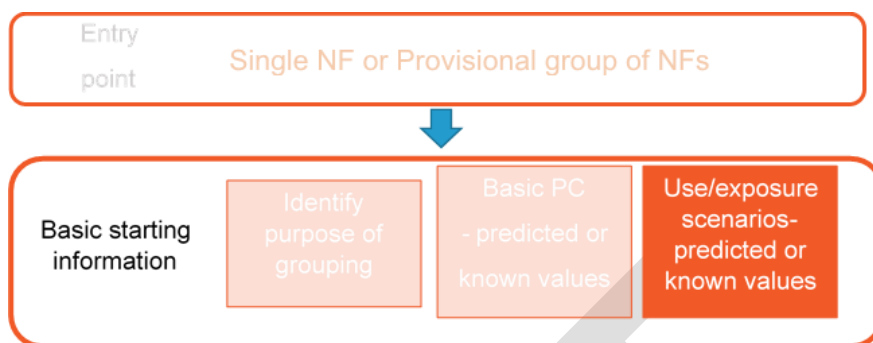 Entry
point
Single NF or Provisional group of NFs
Basic starting
information
Identify
purpose of
grouping
Basic PC
- predicted or
known values
Use/exposure
scenarios-
predicted or
known values